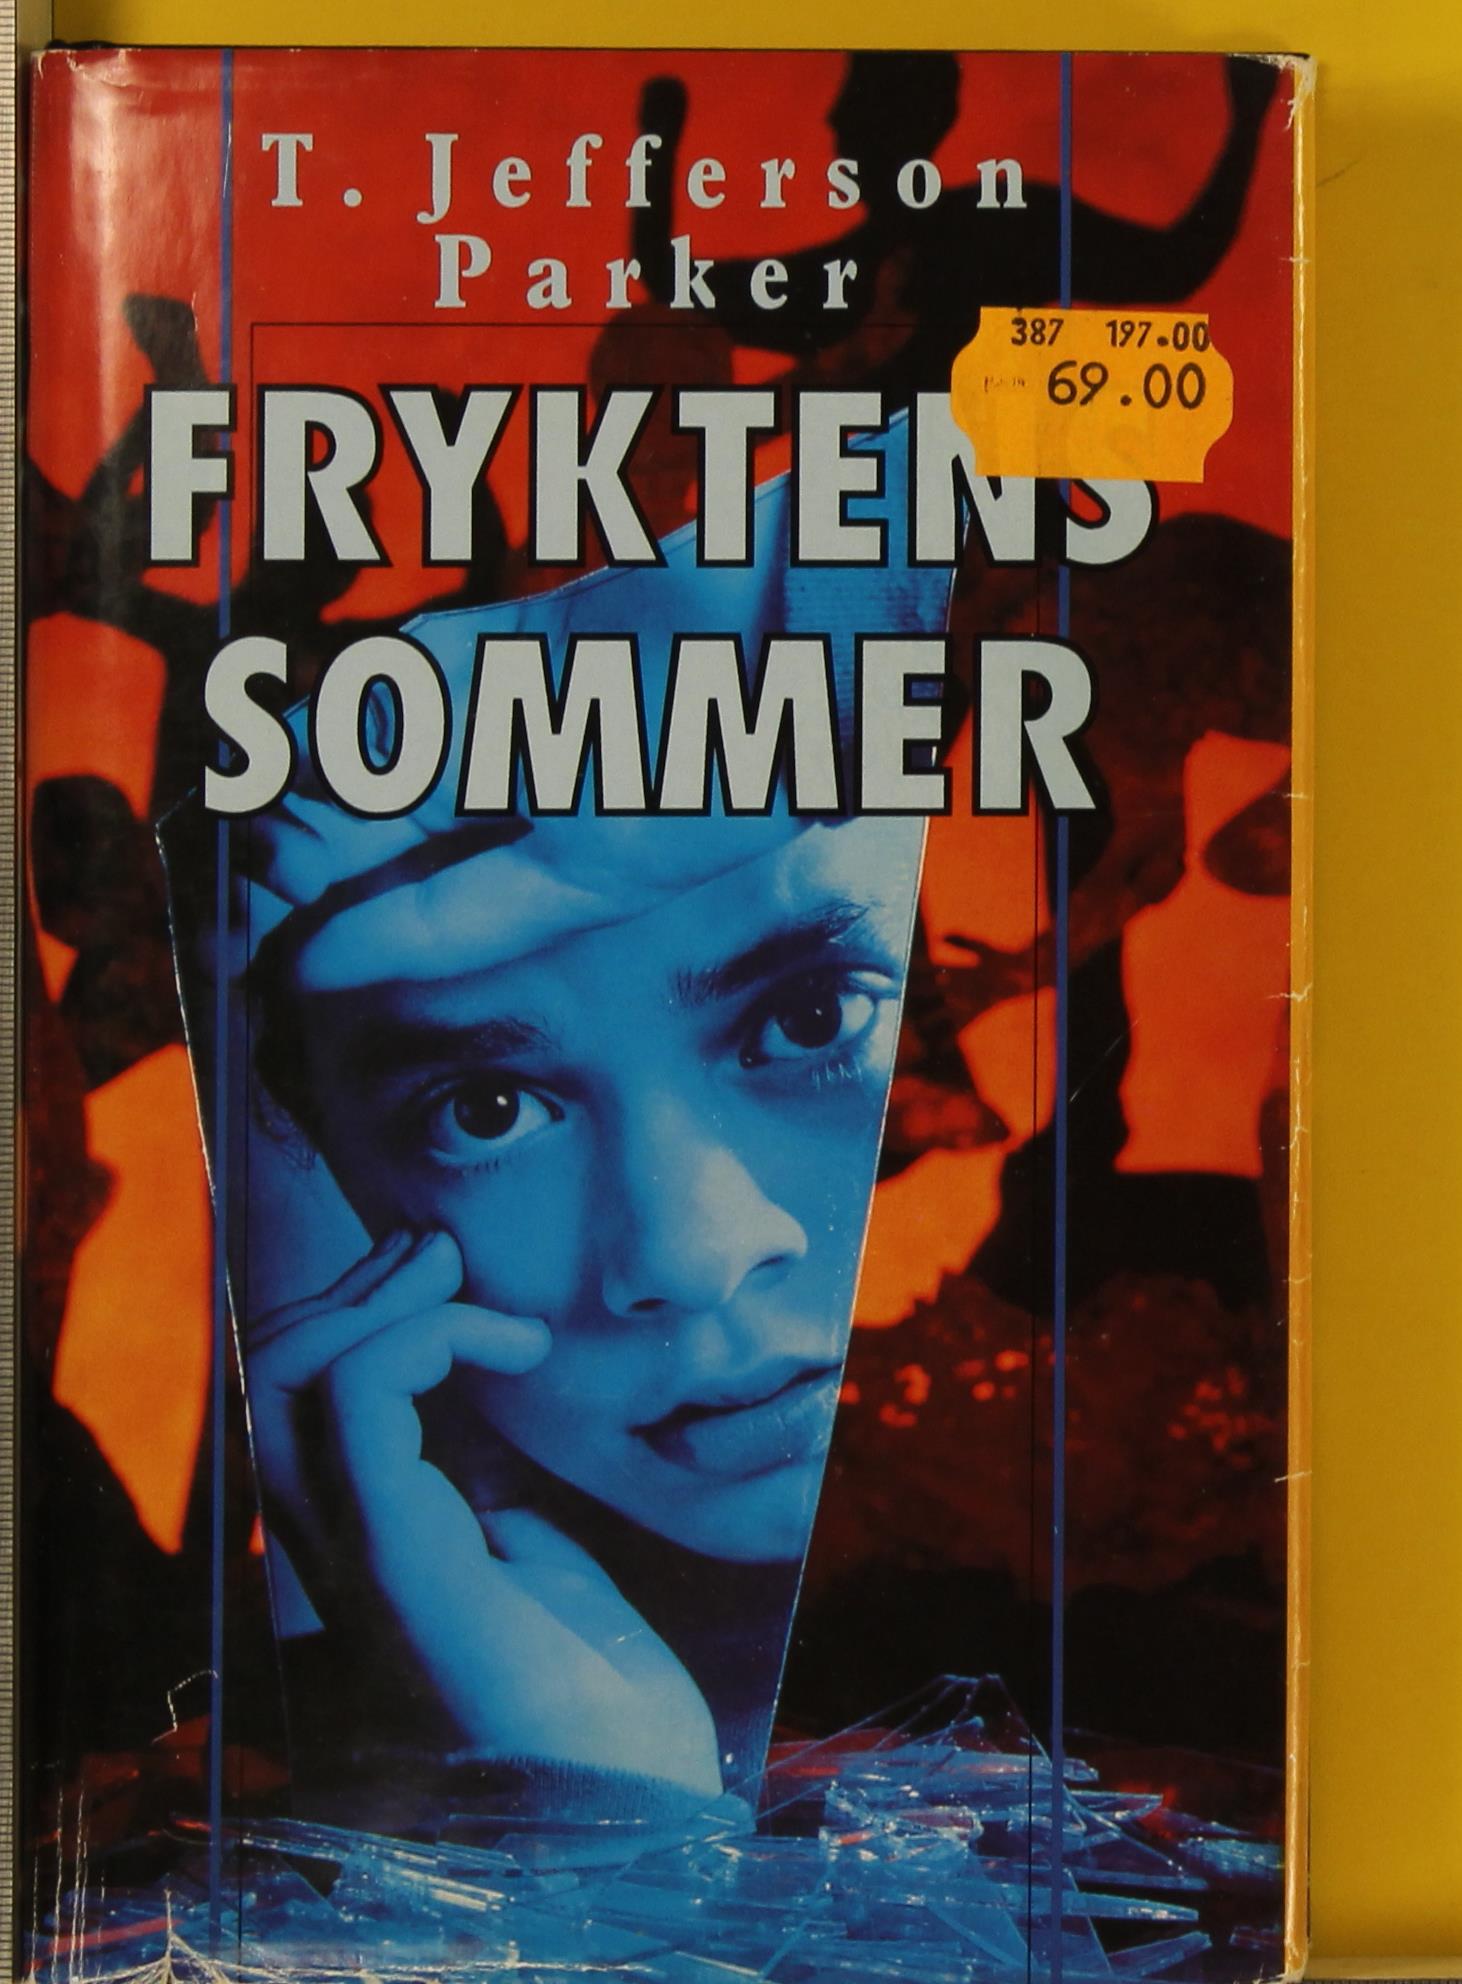 T. Jefferson
Parker
387 197.00
69.00
FRYKTENS
SOMMER